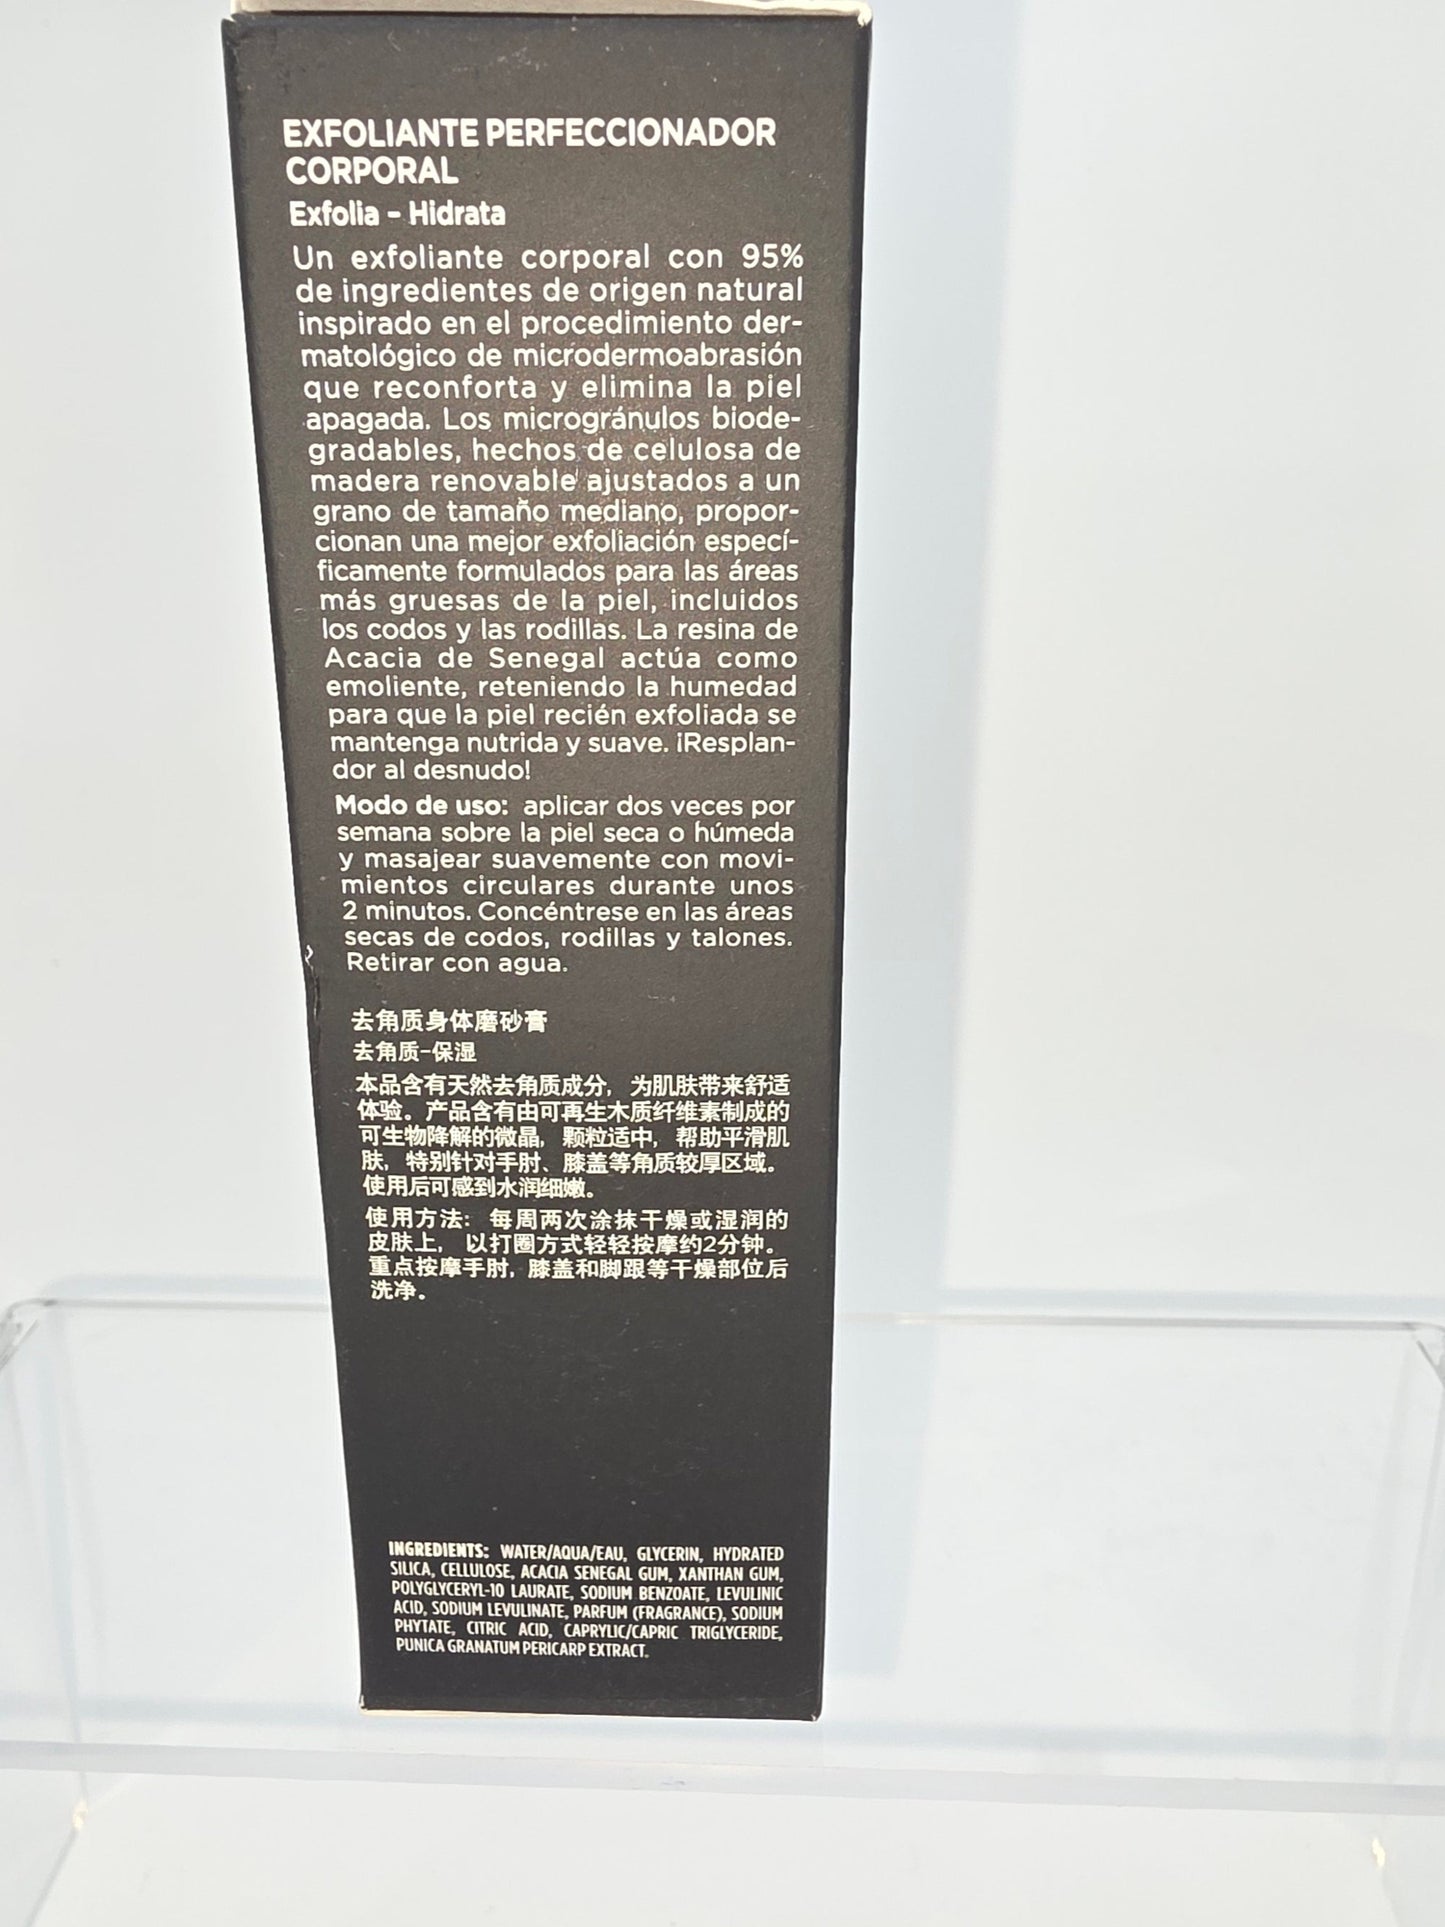 EXFOLIANTE PERFECCIONADOR
CORPORAL
Exfolia - Hidrata
Un exfoliante corporal con 95%
de ingredientes de origen natural
inspirado en el procedimiento der-
matológico de microdermoabrasión
que reconforta y elimina la piel
apagada. Los microgránulos biode-
gradables, hechos de celulosa de
madera renovable ajustados a un
grano de tamaño mediano, propor-
cionan una mejor exfoliación especí-
ficamente formulados para las áreas
más gruesas de la piel, incluidos
los codos y las rodillas. La resina de
Acacia de Senegal actúa como
emoliente, reteniendo la humedad
para que la piel recién exfoliada se
mantenga nutrida y suave. ¡Resplan-
dor al desnudo!
Modo de uso: aplicar dos veces por
semana sobre la piel seca o húmeda
y masajear suavemente con movi-
mientos circulares durante unos
2 minutos. Concéntrese en las áreas
secas de codos, rodillas y talones.
Retirar con agua.
去角质身体磨砂膏
去角质-保湿
本品含有天然去角质成分，为肌肤带来舒适
体验。产品含有由可再生木质纤维素制成的
可生物降解的微晶，颗粒适中，帮助平滑肌
肤，特别针对手肘、膝盖等角质较厚区域。
使用后可感到水润细嫩。
使用方法：每周两次涂抹干燥或湿润的
皮肤上，以打圈方式轻轻按摩约2分钟。
重点按摩手肘，膝盖和脚跟等干燥部位后
洗净。
INGREDIENTS: WATER/AQUA/EAU, GLYCERIN, HYDRATED
SILICA, CELLULOSE, ACACIA SENEGAL GUM, XANTHAN GUM,
POLYGLYCERYL-10 LAURATE, SODIUM BENZOATE, LEVULINIC
ACID, SODIUM LEVULINATE, PARFUM (FRAGRANCE), SODIUM
PHYTATE, CITRIC ACID, CAPRYLIC/CAPRIC TRIGLYCERIDE,
PUNICA GRANATUM PERICARP EXTRACT.